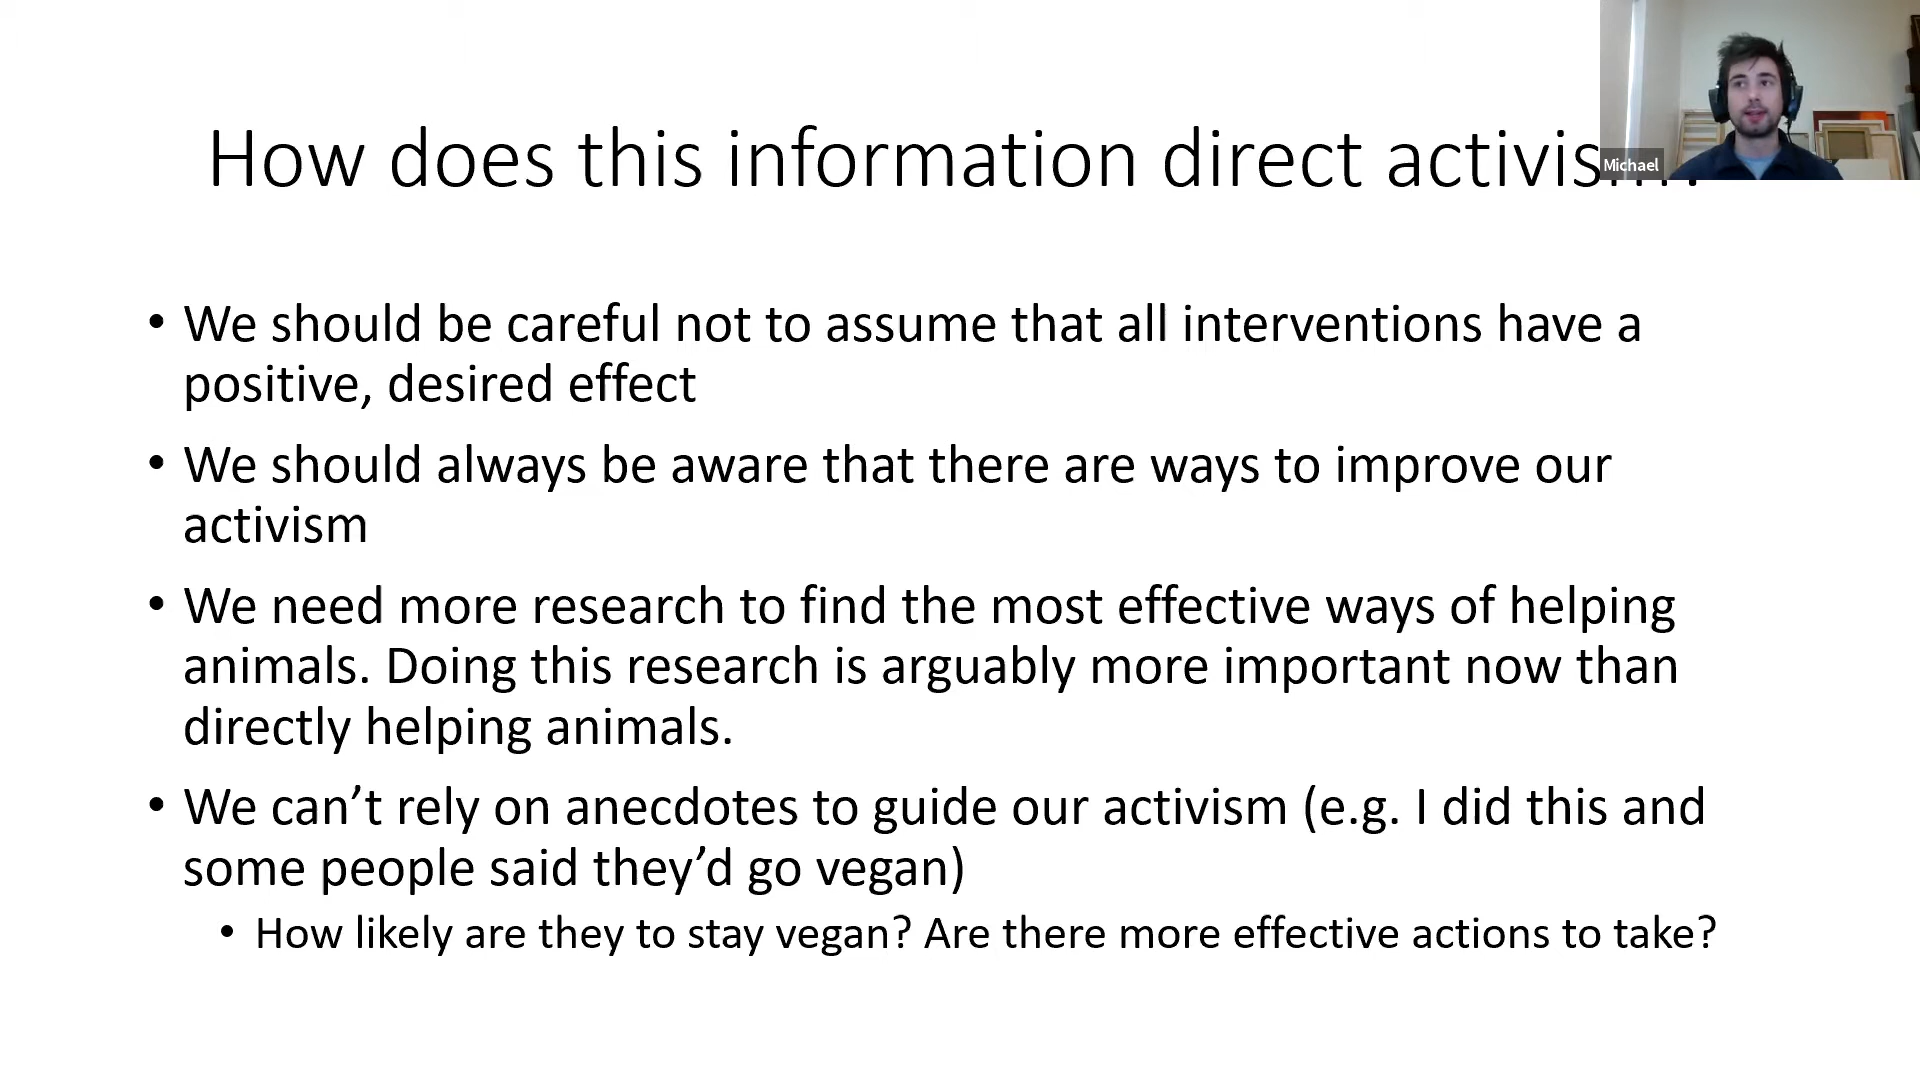 How does this information direct activis
Michael
• We should be careful not to assume that all interventions have a
positive, desired effect
• We should always be aware that there are ways to improve our
activism
• We need more research to find the most effective ways of helping
animals. Doing this research is arguably more important now than
directly helping animals.
• We can’t rely on anecdotes to guide our activism (e.g. I did this and
some people said they’d go vegan)
• How likely are they to stay vegan? Are there more effective actions to take?